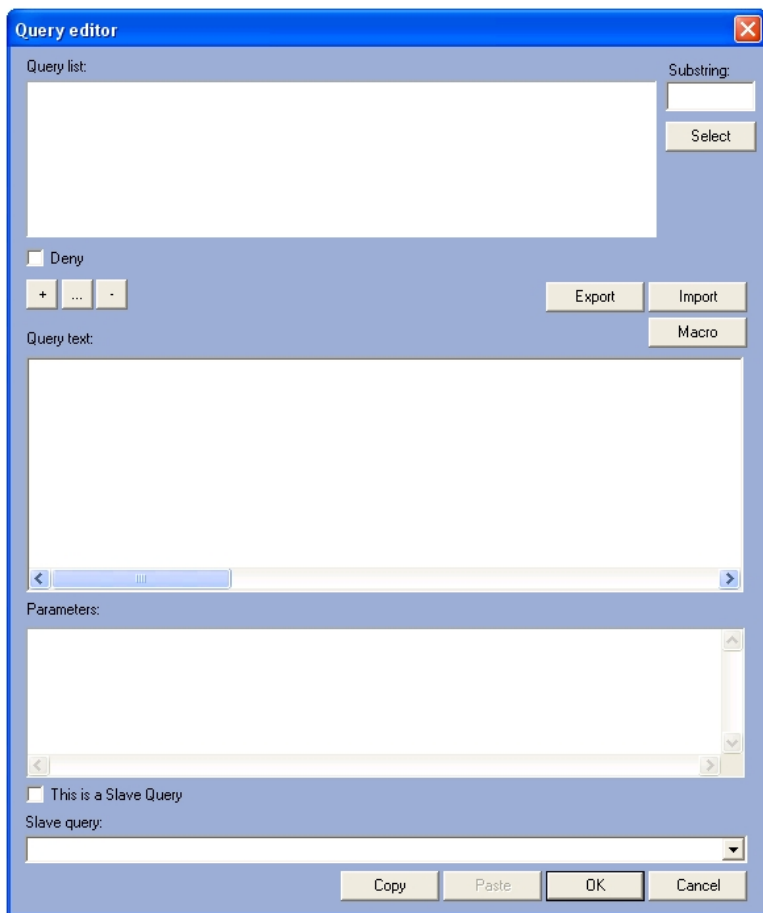 Query editor
Query list:
Substring:
Select
Deny
+ ... -
Export Import
Macro
Query text:
Parameters:
This is a Slave Query
Slave query:
Copy Paste OK Cancel